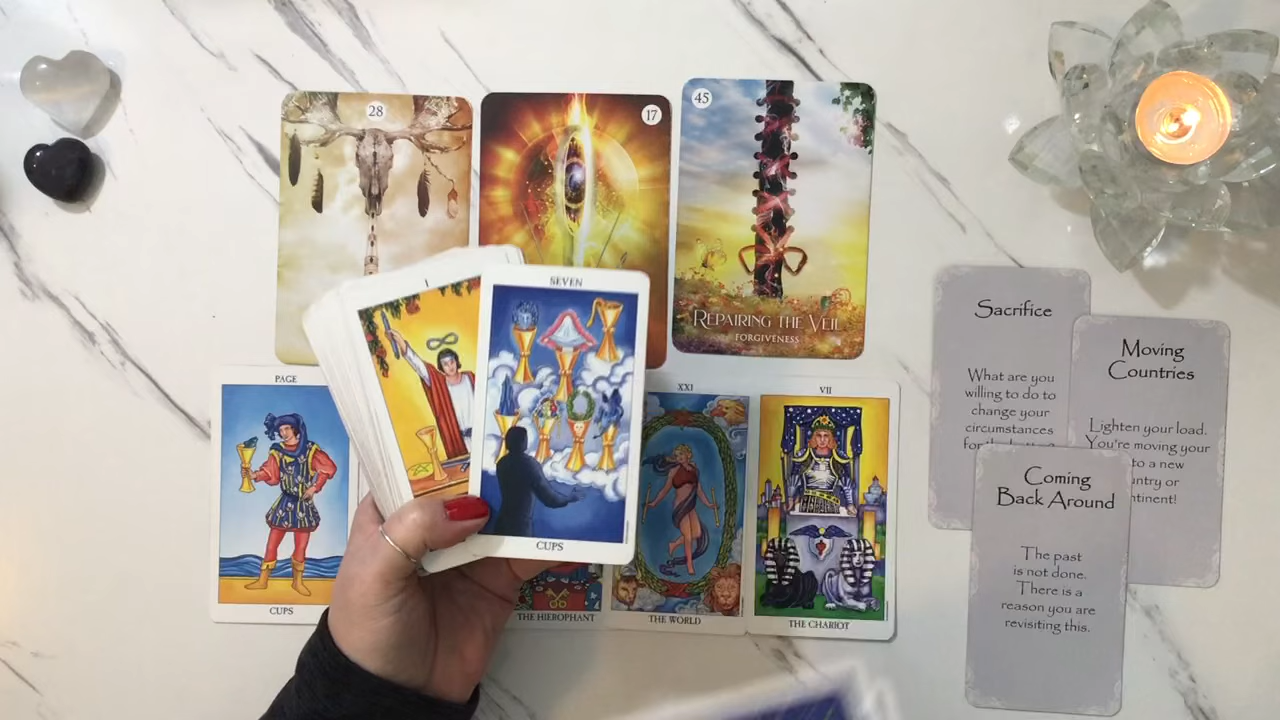 28
17
45
REPAIRING THE VEIL
FORGIVENESS
I
SEVEN
CUPS
PAGE
CUPS
THE HIEROPHANT
XXI
THE WORLD
VII
THE CHARIOT
Sacrifice
What are you
willing to do to
change your
circumstances
Moving
Countries
Lighten your load.
You're moving your
to a new
or
Coming
Back Around
The past
is not done.
There is a
reason you are
revisiting this.